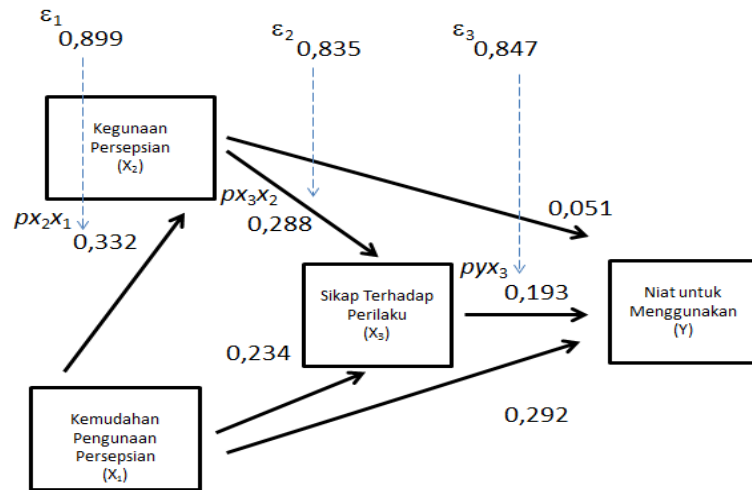 ε₁
0,899
ε₂
0,835
ε₃
0,847
Kegunaan
Persepsian
(X₂)
px₂x₁
0,332
px₃x₂
0,288
0,051
Sikap Terhadap
Perilaku
(X₃)
pyx₃
0,193
Niat untuk
Menggunakan
(Y)
0,234
Kemudahan
Pengunaan
Persepsian
(X₁)
0,292